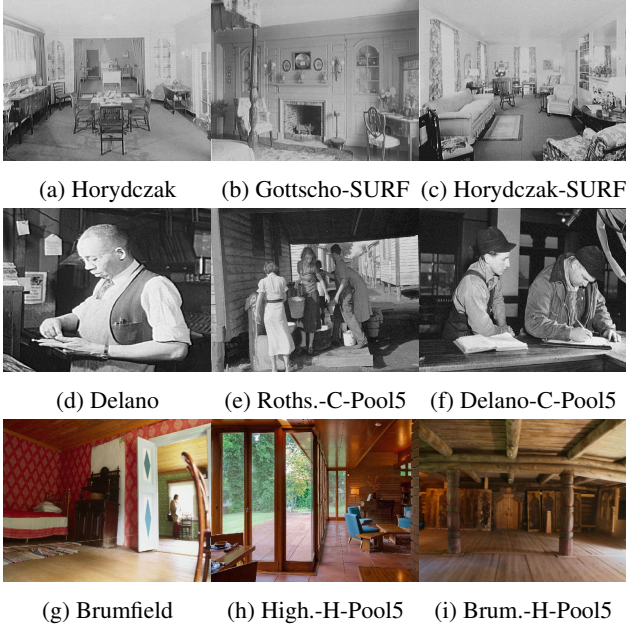 (a) Horydczak
(b) Gottscho-SURF
(c) Horydczak-SURF
(d) Delano
(e) Roths.-C-Pool5
(f) Delano-C-Pool5
(g) Brumfield
(h) High.-H-Pool5
(i) Brum.-H-Pool5